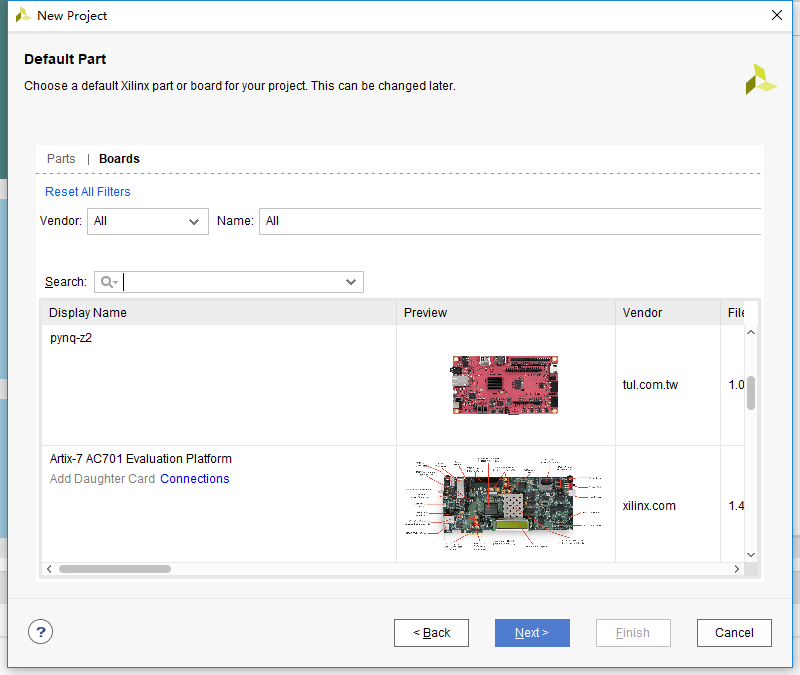 New Project
Default Part
Choose a default Xilinx part or board for your project. This can be changed later.
Parts | Boards
Reset All Filters
Vendor: All Name: All
Search:
Display Name Preview Vendor File
pynq-z2 tul.com.tw 1.0
Artix-7 AC701 Evaluation Platform
Add Daughter Card Connections xilinx.com 1.4
?
< Back Next > Finish Cancel